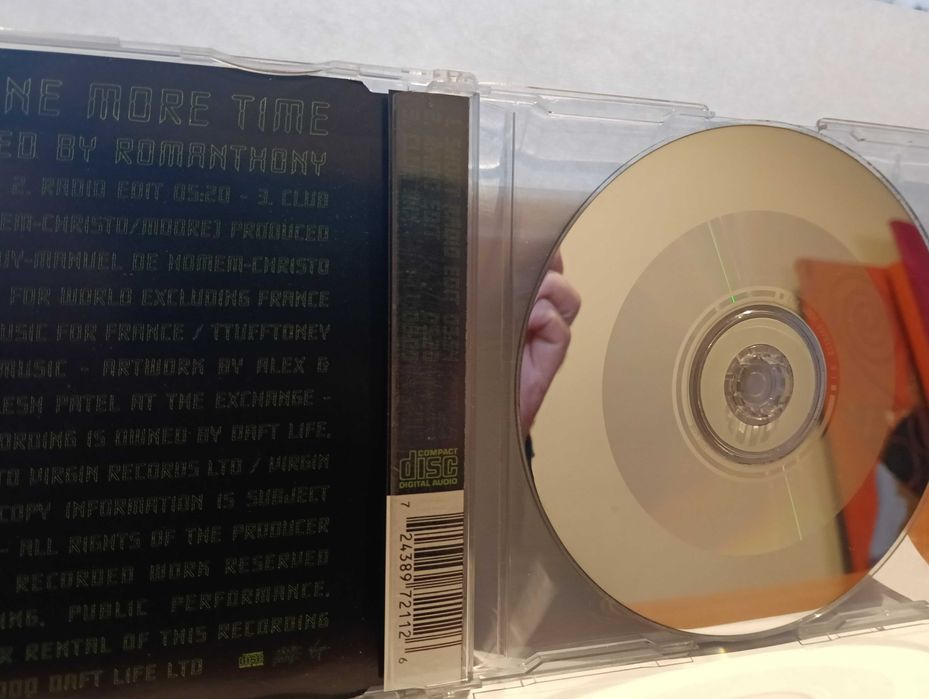 NE MORE TIME
ED BY ROMANTHONY
2. RADIO EDIT 05:20 - 3. CLUB
EM-CHRISTO/MOORE) PRODUCED
UY-MANUEL DE HOMEM-CHRISTO
FOR WORLD EXCLUDING FRANCE
USIC FOR FRANCE / TTUFFTONEY
MUSIC - ARTWORK BY ALEX &
LESH PATEL AT THE EXCHANGE -
ORDING IS OWNED BY DAFT LIFE.
TO VIRGIN RECORDS LTD / VIRGIN
COPY INFORMATION IS SUBJECT
- ALL RIGHTS OF THE PRODUCER
RECORDED WORK RESERVED
ING, PUBLIC PERFORMANCE,
R RENTAL OF THIS RECORDING
000 DAFT LIFE LTD
COMPACT
disc
DIGITAL AUDIO
7 24389 72112 6